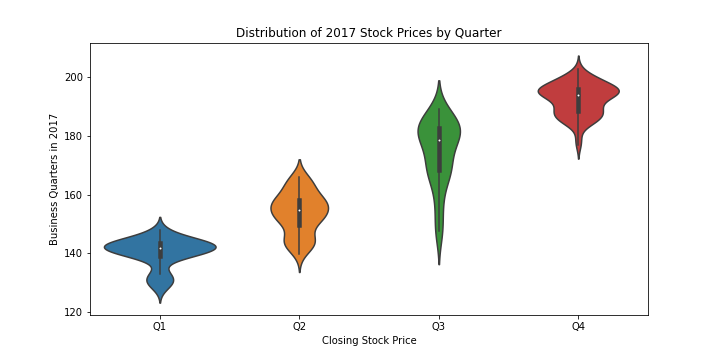 Distribution of 2017 Stock Prices by Quarter
Business Quarters in 2017
200
180
160
140
120
Q1 Q2 Q3 Q4
Closing Stock Price